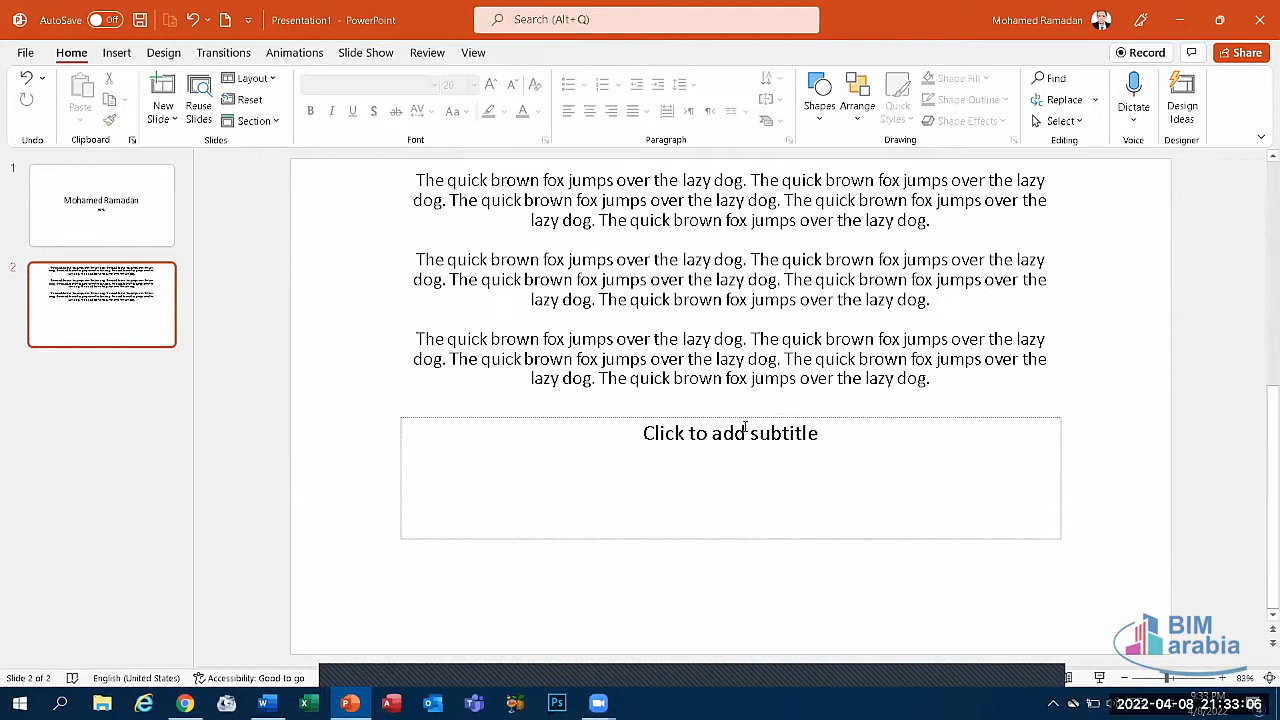 AutoSave Off Presentation1 - PowerPoint Search (Alt+Q) Mohamed Ramadan
File Home Insert Design Transitions Animations Slide Show Review View Record Share
Paste New Slide Reuse Slides Layout Reset Section 20 Shapes Arrange Quick Styles Shape Fill Shape Outline Shape Effects Find Replace Select Dictate Design Ideas
Undo Clipboard Slides Font Paragraph Drawing Editing Voice Designer
1
Mohamed Ramadan
2
The quick brown fox jumps over the lazy dog. The quick brown fox jumps over the lazy
dog. The quick brown fox jumps over the lazy dog. The quick brown fox jumps over the
lazy dog. The quick brown fox jumps over the lazy dog.
The quick brown fox jumps over the lazy dog. The quick brown fox jumps over the lazy
dog. The quick brown fox jumps over the lazy dog. The quick brown fox jumps over the
lazy dog. The quick brown fox jumps over the lazy dog.
The quick brown fox jumps over the lazy dog. The quick brown fox jumps over the lazy
dog. The quick brown fox jumps over the lazy dog. The quick brown fox jumps over the
lazy dog. The quick brown fox jumps over the lazy dog.
Click to add subtitle
BIM
arabia
Slide 2 of 2 English (United States) Accessibility: Good to go 83%
9:33 PM
2022-04-08 21:33:06
4/8/2022